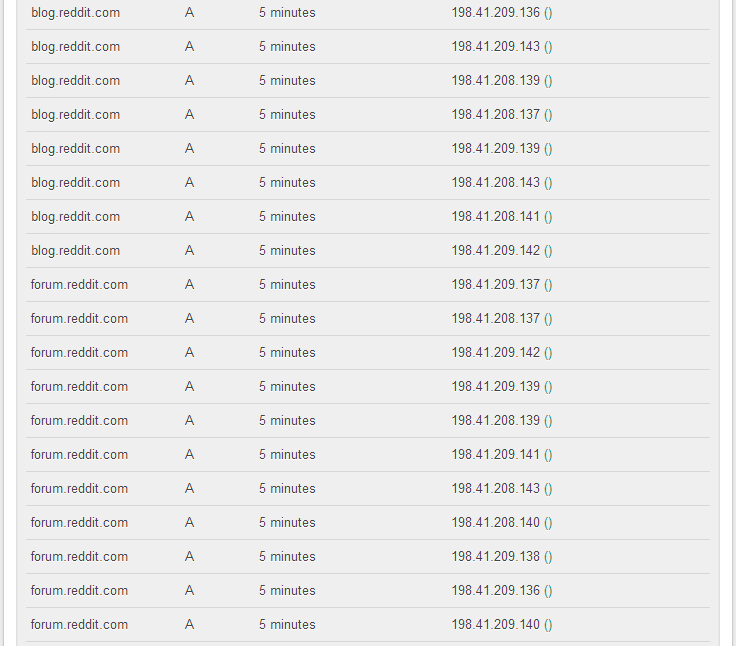 blog.reddit.com A 5 minutes 198.41.209.136 ()
blog.reddit.com A 5 minutes 198.41.209.143 ()
blog.reddit.com A 5 minutes 198.41.208.139 ()
blog.reddit.com A 5 minutes 198.41.208.137 ()
blog.reddit.com A 5 minutes 198.41.209.139 ()
blog.reddit.com A 5 minutes 198.41.208.143 ()
blog.reddit.com A 5 minutes 198.41.208.141 ()
blog.reddit.com A 5 minutes 198.41.209.142 ()
forum.reddit.com A 5 minutes 198.41.209.137 ()
forum.reddit.com A 5 minutes 198.41.208.137 ()
forum.reddit.com A 5 minutes 198.41.209.142 ()
forum.reddit.com A 5 minutes 198.41.209.139 ()
forum.reddit.com A 5 minutes 198.41.208.139 ()
forum.reddit.com A 5 minutes 198.41.209.141 ()
forum.reddit.com A 5 minutes 198.41.208.143 ()
forum.reddit.com A 5 minutes 198.41.208.140 ()
forum.reddit.com A 5 minutes 198.41.209.138 ()
forum.reddit.com A 5 minutes 198.41.209.136 ()
forum.reddit.com A 5 minutes 198.41.209.140 ()